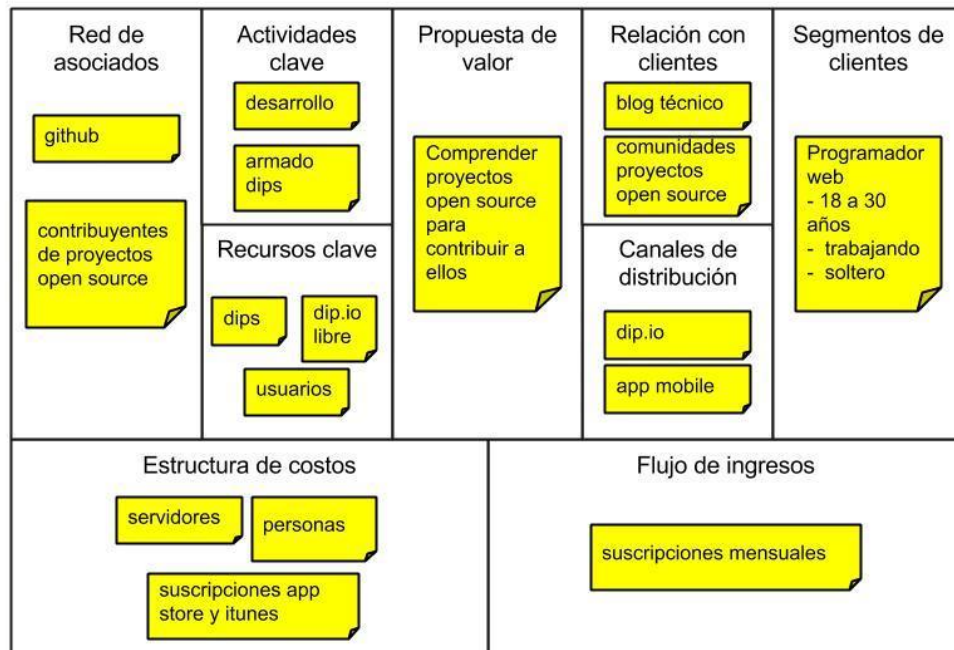 Red de
asociados
github
contribuyentes
de proyectos
open source
Actividades
clave
desarrollo
armado
dips
Recursos clave
dips
dip.io
libre
usuarios
Propuesta de
valor
Comprender
proyectos
open source
para
contribuir a
ellos
Relación con
clientes
blog técnico
comunidades
proyectos
open source
Canales de
distribución
dip.io
app mobile
Segmentos de
clientes
Programador
web
- 18 a 30
años
- trabajando
- soltero
Estructura de costos
servidores
personas
suscripciones app
store y itunes
Flujo de ingresos
suscripciones mensuales